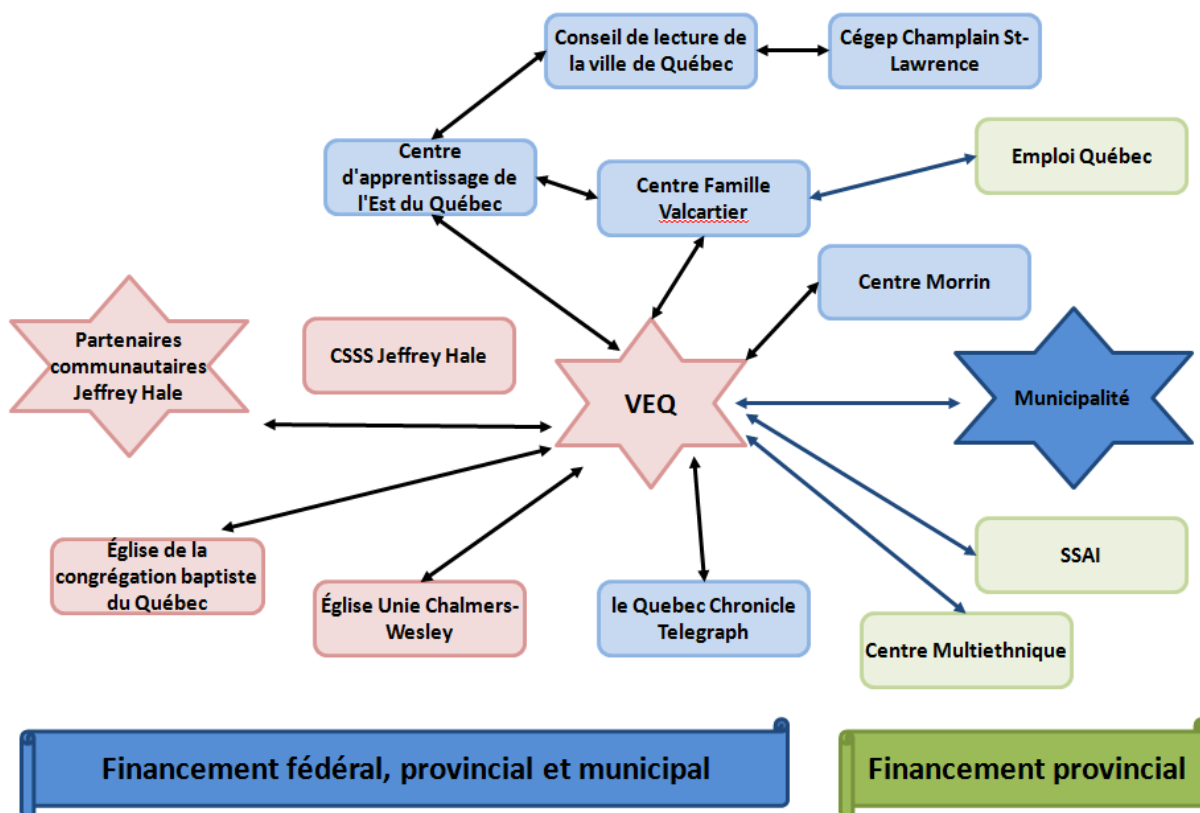 Conseil de lecture de
la ville de Québec
Cégep Champlain St-
Lawrence
Centre
d'apprentissage de
l'Est du Québec
Centre Famille
Valcartier
Emploi Québec
Centre Morrin
Partenaires
communautaires
Jeffrey Hale
CSSS Jeffrey Hale
VEQ
Municipalité
Église de la
congrégation baptiste
du Québec
Église Unie Chalmers-
Wesley
le Quebec Chronicle
Telegraph
SSAI
Centre Multiethnique
Financement fédéral, provincial et municipal
Financement provincial